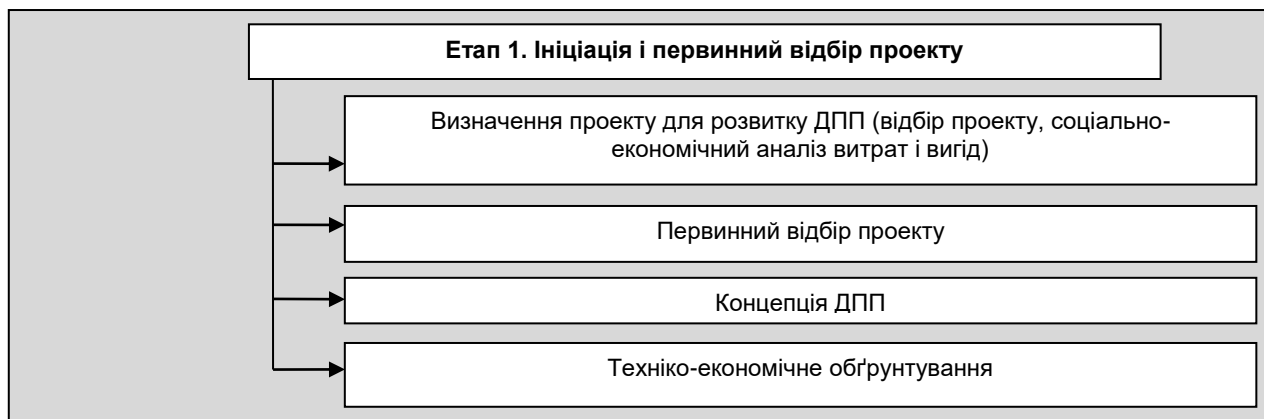 Етап 1. Ініціація і первинний відбір проекту
Визначення проекту для розвитку ДПП (відбір проекту, соціально-
економічний аналіз витрат і вигід)
Первинний відбір проекту
Концепція ДПП
Техніко-економічне обґрунтування